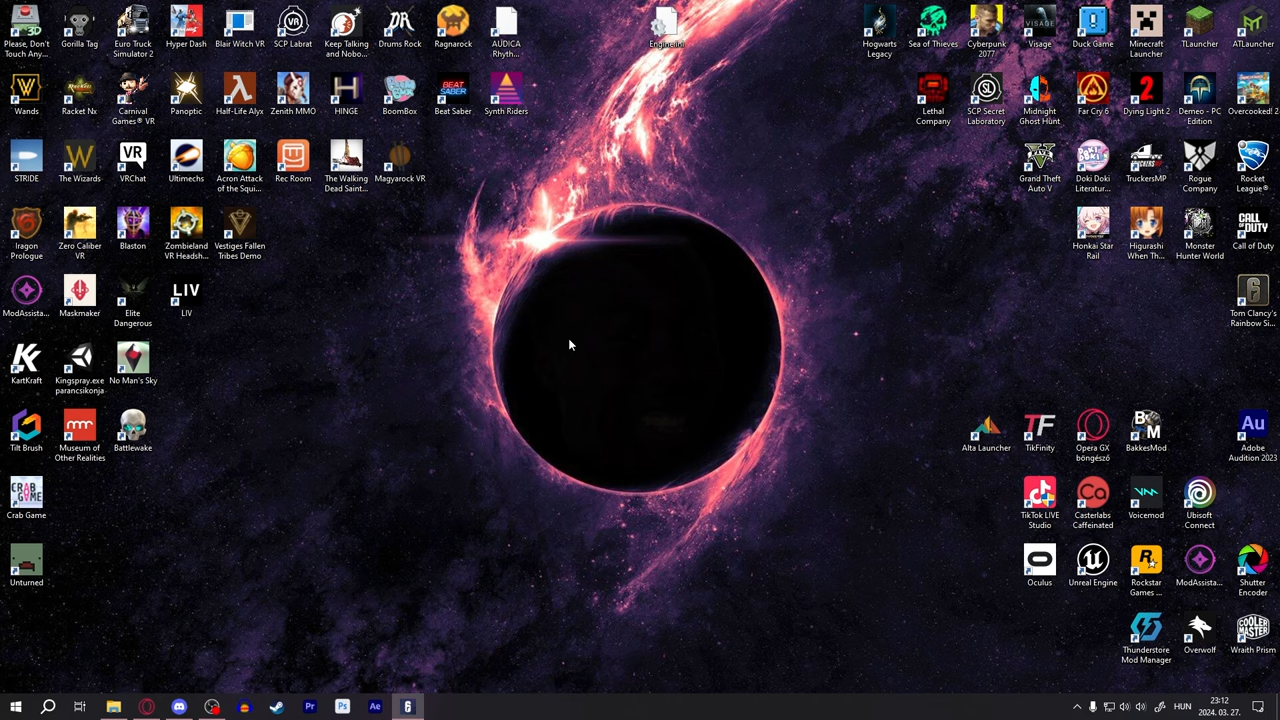 Please, Don't
Touch Any...
Gorilla Tag
Euro Truck
Simulator 2
Hyper Dash
Blair Witch VR
SCP Labrat
Keep Talking
and Nobo...
Drums Rock
Ragnarock
AUDICA
Rhyth...
Engine.ini
Hogwarts
Legacy
Sea of Thieves
Cyberpunk
2077
Visage
Duck Game
Minecraft
Launcher
TLauncher
ATLauncher
Wands
Racket Nx
Carnival
Games® VR
Panoptic
Half-Life Alyx
Zenith MMO
HINGE
BoomBox
Beat Saber
Synth Riders
Lethal
Company
SCP Secret
Laboratory
Midnight
Ghost Hunt
Far Cry 6
Dying Light 2
Demeo - PC
Edition
Overcooked! 2
STRIDE
The Wizards
VRChat
Ultimechs
Acron Attack
of the Squi...
Rec Room
The Walking
Dead Saint...
Magyarock VR
Grand Theft
Auto V
Doki Doki
Literatur...
TruckersMP
Rogue
Company
Rocket
League®
Iragon
Prologue
Zero Caliber
VR
Blaston
Zombieland
VR Headsh...
Vestiges Fallen
Tribes Demo
Honkai Star
Rail
Higurashi
When Th...
Monster
Hunter World
Call of Duty
ModAssista...
Maskmaker
Elite
Dangerous
LIV
Tom Clancy's
Rainbow Si...
KartKraft
Kingspray.exe
parancsikonja
No Man's Sky
Tilt Brush
Museum of
Other Realities
Battlewake
Alta Launcher
TikFinity
Opera GX
böngésző
BakkesMod
Adobe
Audition 2023
Crab Game
TikTok LIVE
Studio
Casterlabs
Caffeinated
Voicemod
Ubisoft
Connect
Unturned
Oculus
Unreal Engine
Rockstar
Games ...
ModAssista...
Shutter
Encoder
Thunderstore
Mod Manager
Overwolf
Wraith Prism
HUN
23:12
2024. 03. 27.